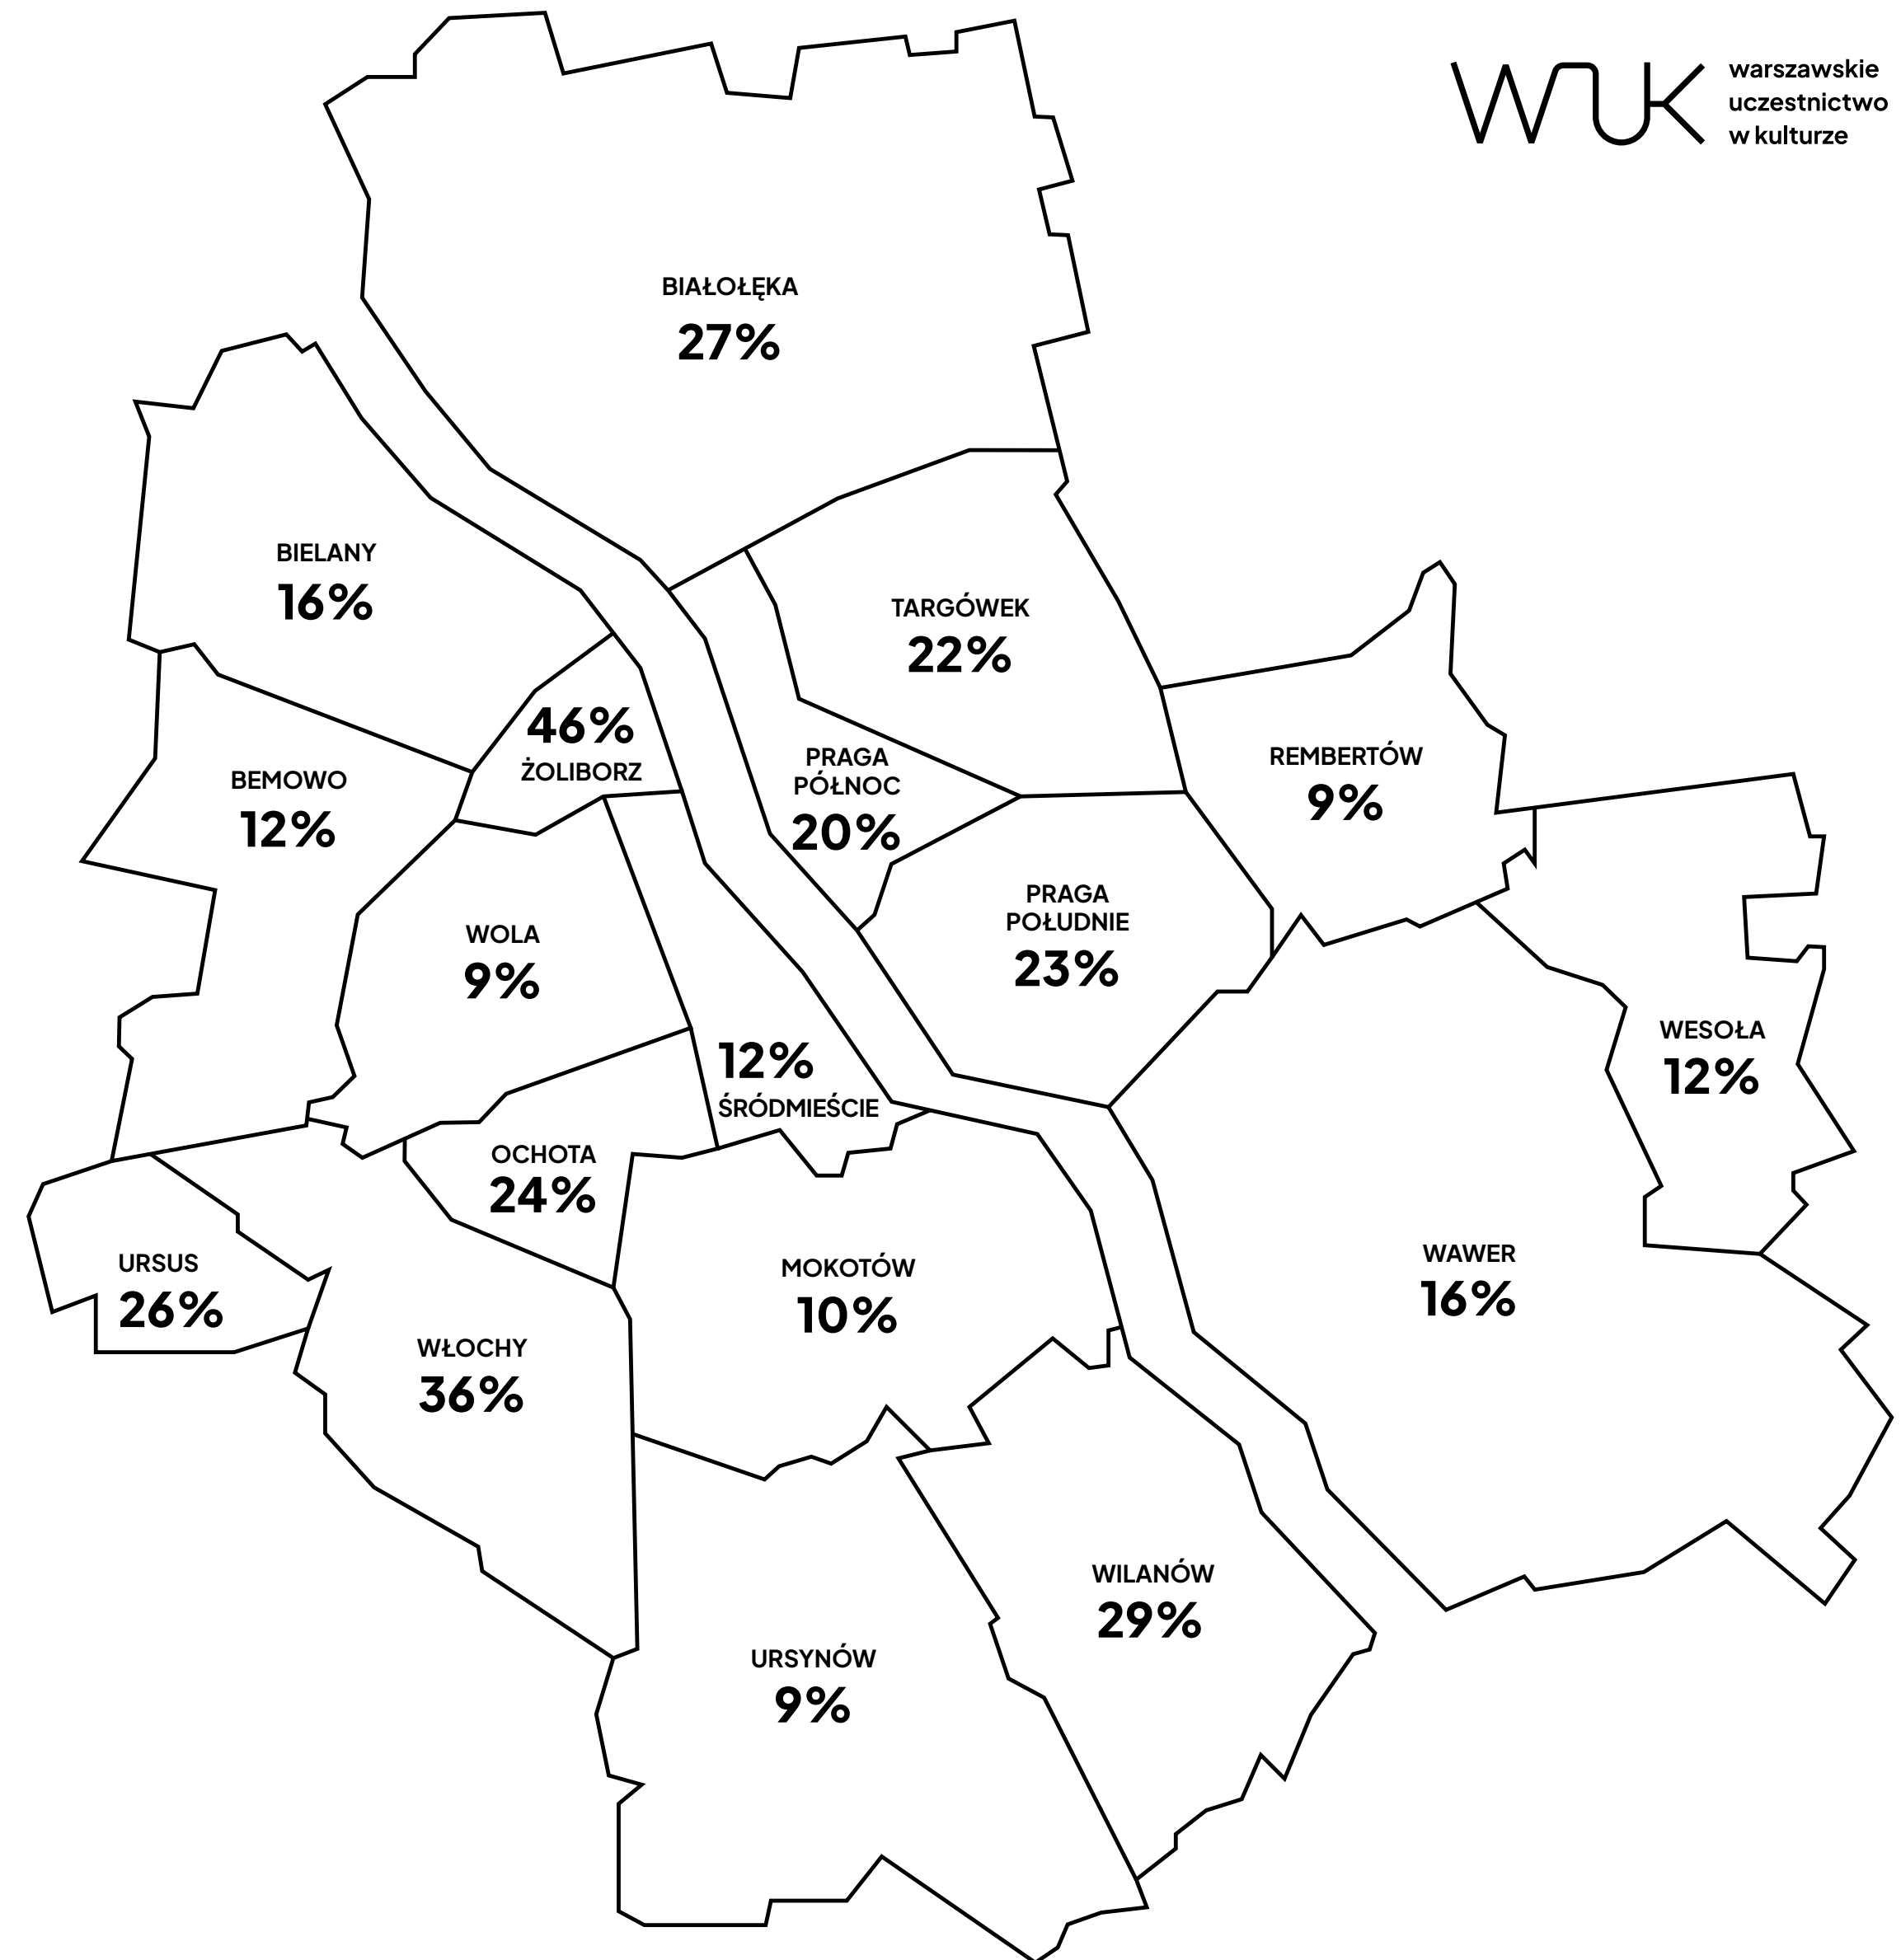 WUK
warszawskie
uczestnictwo
w kulturze
BIAŁOŁĘKA
27%
BIELANY
16%
TARGÓWEK
22%
46%
ŻOLIBORZ
PRAGA
PÓŁNOC
20%
REMBERTÓW
9%
BEMOWO
12%
PRAGA
POŁUDNIE
23%
WOLA
9%
WESOŁA
12%
12%
ŚRÓDMIEŚCIE
OCHOTA
24%
URSUS
26%
MOKOTÓW
10%
WAWER
16%
WŁOCHY
36%
WILANÓW
29%
URSYNÓW
9%